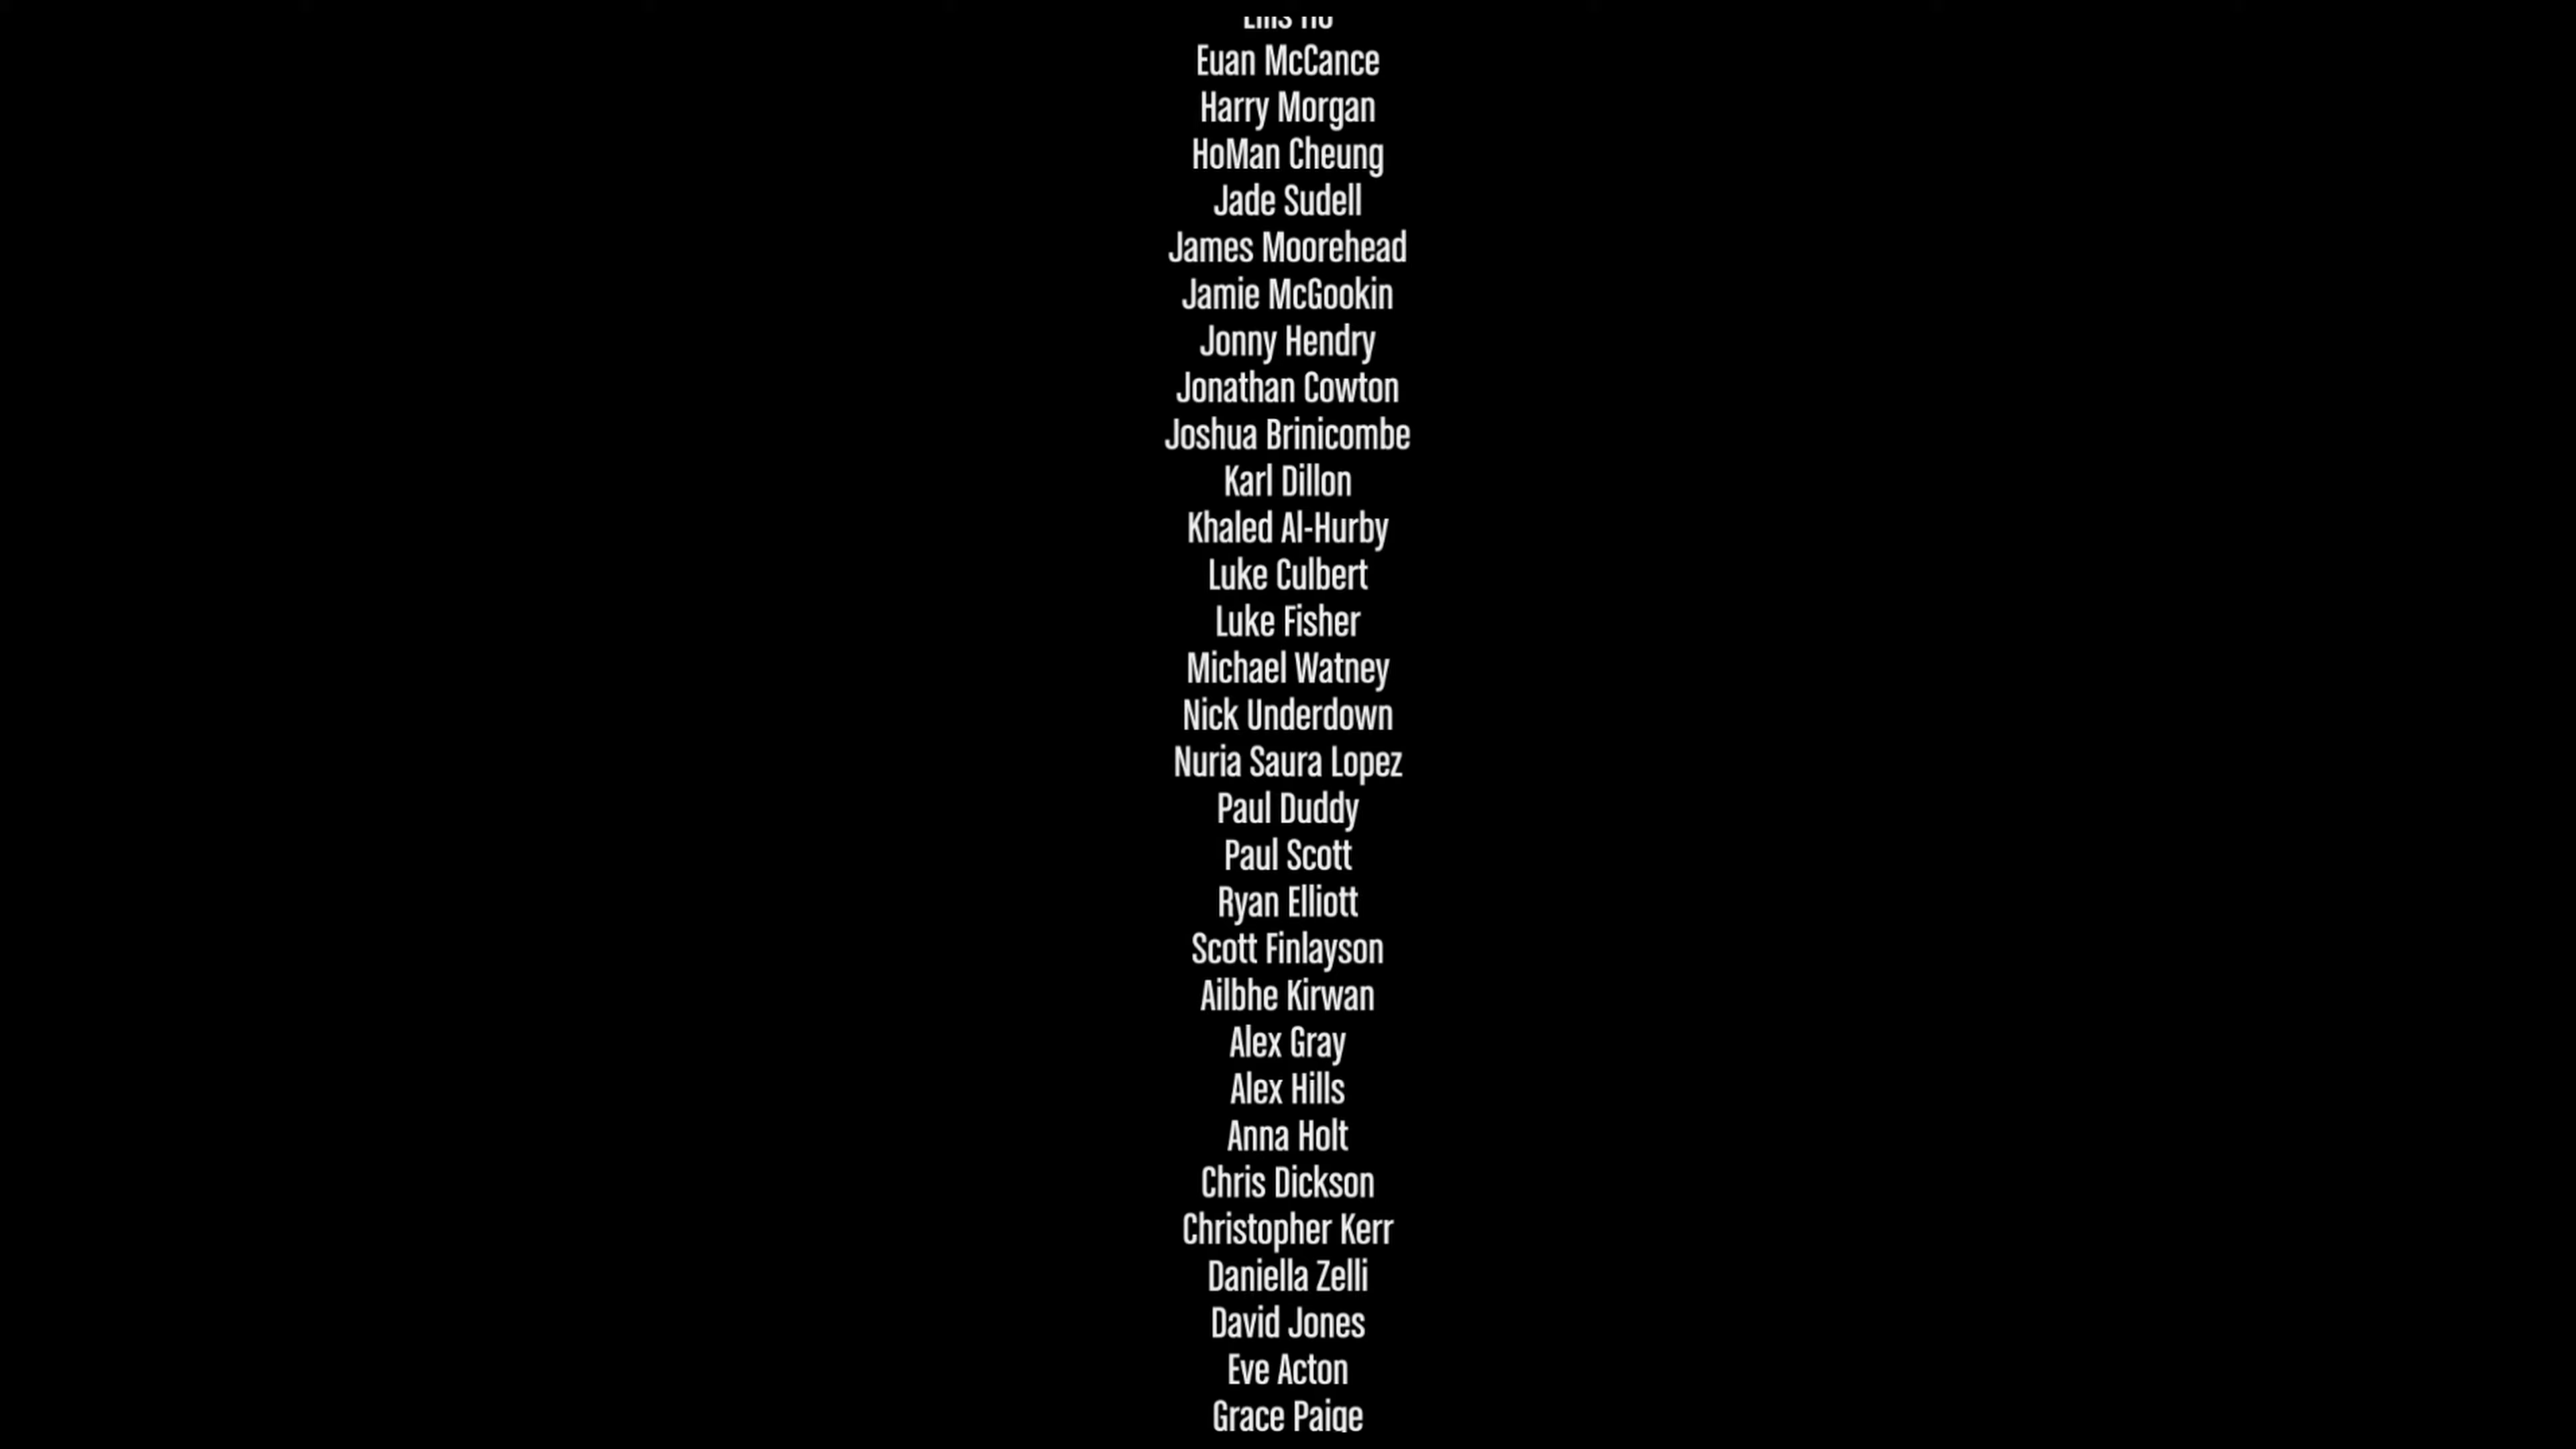 Euan McCance
Harry Morgan
HoMan Cheung
Jade Sudell
James Moorehead
Jamie McGookin
Jonny Hendry
Jonathan Cowton
Joshua Brinicombe
Karl Dillon
Khaled Al-Hurby
Luke Culbert
Luke Fisher
Michael Watney
Nick Underdown
Nuria Saura Lopez
Paul Duddy
Paul Scott
Ryan Elliott
Scott Finlayson
Ailbhe Kirwan
Alex Gray
Alex Hills
Anna Holt
Chris Dickson
Christopher Kerr
Daniella Zelli
David Jones
Eve Acton
Grace Paige